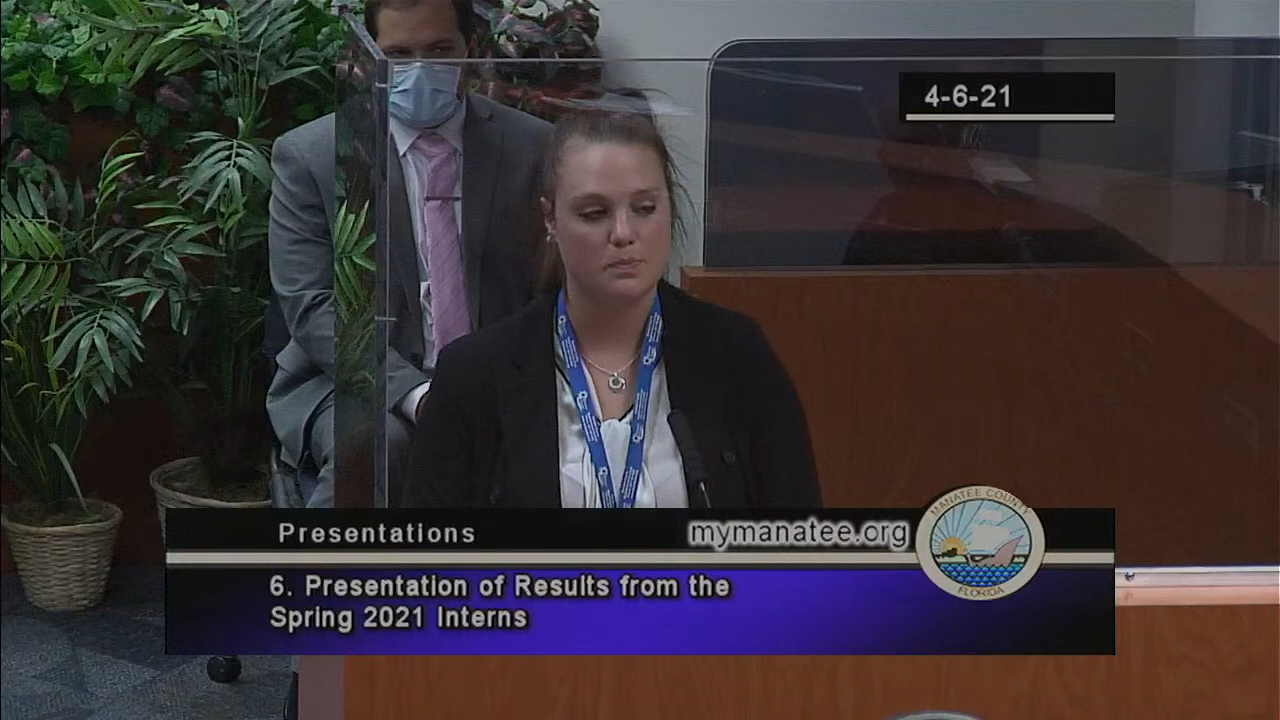 4-6-21
Presentations
mymanatee.org
MANATEE COUNTY
FLORIDA
6. Presentation of Results from the
Spring 2021 Interns